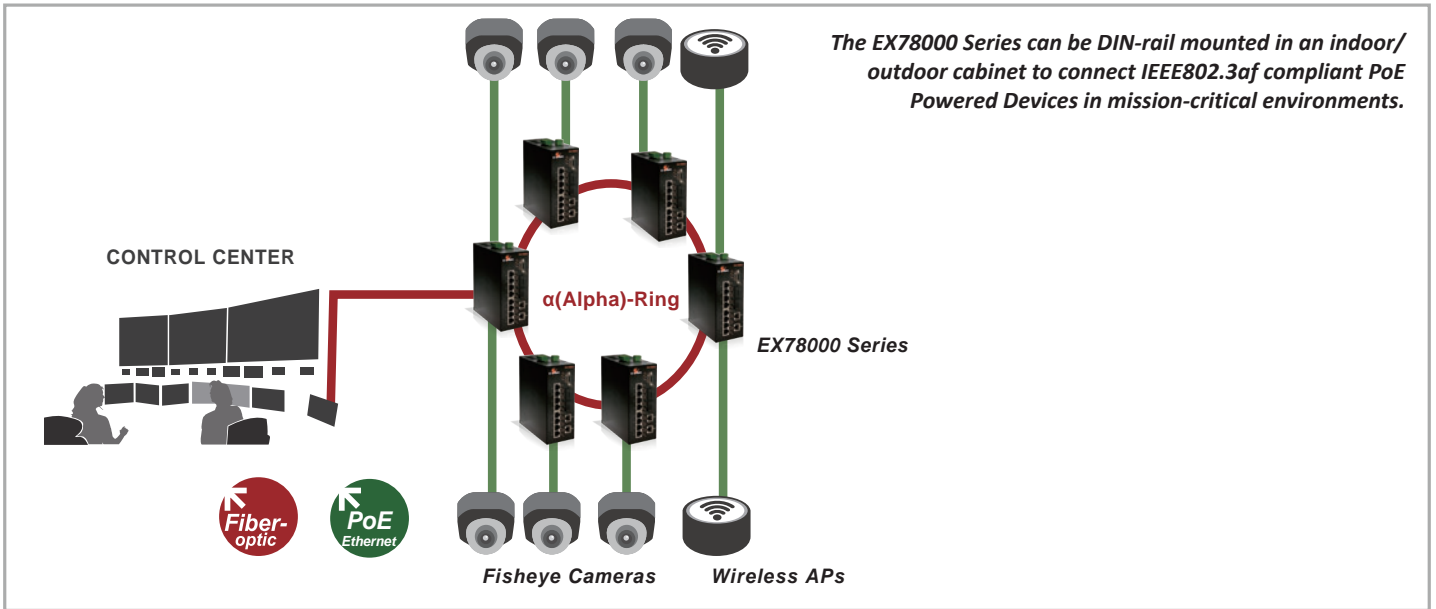 The EX78000 Series can be DIN-rail mounted in an indoor/
outdoor cabinet to connect IEEE802.3af compliant PoE
Powered Devices in mission-critical environments.
CONTROL CENTER
α(Alpha)-Ring
EX78000 Series
Fiber-
optic
PoE
Ethernet
Fisheye Cameras
Wireless APs